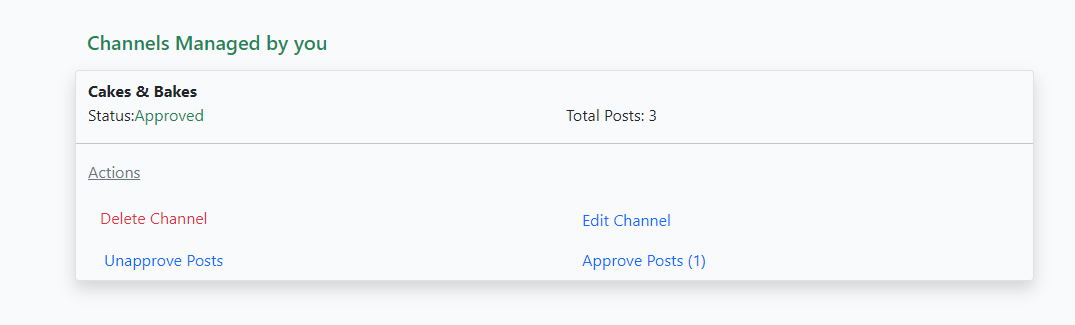 Channels Managed by you
Cakes & Bakes
Status:Approved Total Posts: 3
Actions
Delete Channel Edit Channel
Unapprove Posts Approve Posts (1)